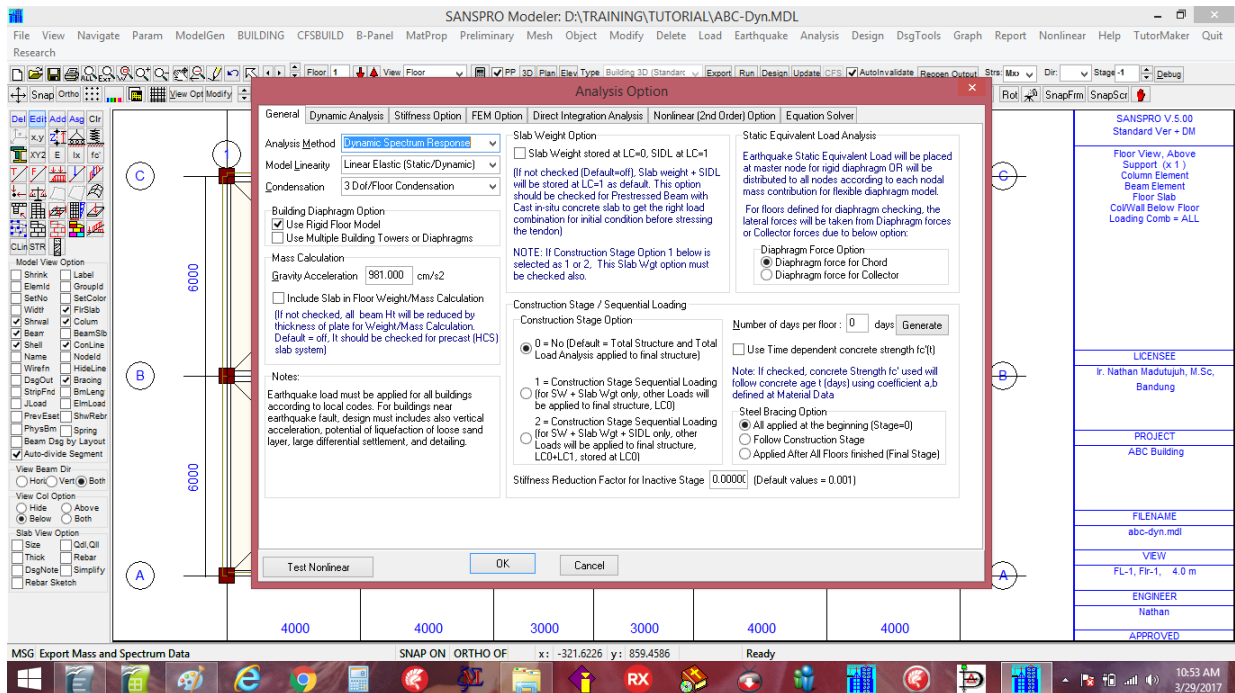 SANSPRO Modeler: D:\TRAINING\TUTORIAL\ABC-Dyn.MDL
File View Navigate Param ModelGen BUILDING CFSBUILD B-Panel MatProp Preliminary Mesh Object Modify Delete Load Earthquake Analysis Design DsgTools Graph Report Nonlinear Help TutorMaker Quit
Research
Floor 1 View Floor PP 3D Plan Elev Type Building 3D (Standarc Export Run Design Update CFS AutoInvalidate Reopen Output Strs: Mxo Dir: Stage -1 Debug
Snap Ortho View Opt Modify Rot SnapFrm SnapScr
Del Edit Add Asg Clr
x,y
XY2 E Ix fc'
CLin STR
Model View Option
Shrink Label
ElemId GroupId
SetNo SetColor
Widtr FlrSlab
Shrwal Colum
Bearr BeamSlb
Shell ConLine
Name NodeId
Wirefn HideLine
DsgOut Bracing
StripFnd BmLeng
JLoad ElmLoad
PrevEset ShwRebr
PhysBm Spring
Beam Dsg by Layout
Auto-divide Segment
View Beam Dir
Horiz Vert Both
View Col Option
Hide Above
Below Both
Slab View Option
Size Qdl,Qll
Thick Rebar
DsgNote Simplify
Rebar Sketch
1
C
B
A
6000
6000
Analysis Option
General Dynamic Analysis Stiffness Option FEM Option Direct Integration Analysis Nonlinear (2nd Order) Option Equation Solver
Analysis Method Dynamic Spectrum Response
Model Linearity Linear Elastic (Static/Dynamic)
Condensation 3 Dof/Floor Condensation
Building Diaphragm Option
Use Rigid Floor Model
Use Multiple Building Towers or Diaphragms
Mass Calculation
Gravity Acceleration 981.000 cm/s2
Include Slab in Floor Weight/Mass Calculation
(If not checked, all beam Ht will be reduced by
thickness of plate for Weight/Mass Calculation.
Default = off, It should be checked for precast (HCS)
slab system)
Notes:
Earthquake load must be applied for all buildings
according to local codes. For buildings near
earthquake fault, design must includes also vertical
acceleration, potential of liquefaction of loose sand
layer, large differential settlement, and detailing.
Slab Weight Option
Slab Weight stored at LC=0, SIDL at LC=1
(If not checked (Default=off), Slab weight + SIDL
will be stored at LC=1 as default. This option
should be checked for Prestressed Beam with
Cast in-situ concrete slab to get the right load
combination for initial condition before stressing
the tendon)
NOTE: If Construction Stage Option 1 below is
selected as 1 or 2, This Slab Wgt option must
be checked also.
Static Equivalent Load Analysis
Earthquake Static Equivalent Load will be placed
at master node for rigid diaphragm OR will be
distributed to all nodes according to each nodal
mass contribution for flexible diaphragm model.
For floors defined for diaphragm checking, the
lateral forces will be taken from Diaphragm forces
or Collector forces due to below option:
Diaphragm Force Option
Diaphragm force for Chord
Diaphragm force for Collector
Construction Stage / Sequential Loading
Construction Stage Option
0 = No (Default = Total Structure and Total
Load Analysis applied to final structure)
1 = Construction Stage Sequential Loading
(for SW + Slab Wgt only, other Loads will
be applied to final structure, LC0)
2 = Construction Stage Sequential Loading
(for SW + Slab Wgt + SIDL only, other
Loads will be applied to final structure,
LC0+LC1, stored at LC0)
Number of days per floor : 0 days Generate
Use Time dependent concrete strength fc'(t)
Note: If checked, concrete Strength fc' used will
follow concrete age t (days) using coefficient a,b
defined at Material Data
Steel Bracing Option
All applied at the beginning (Stage=0)
Follow Construction Stage
Applied After All Floors finished (Final Stage)
Stiffness Reduction Factor for Inactive Stage 0.0000 (Default values = 0.001)
Test Nonlinear OK Cancel
C
B
A
4000 4000 3000 3000 4000 4000
SANSPRO V.5.00
Standard Ver + DM
Floor View, Above
Support (x 1 )
Column Element
Beam Element
Floor Slab
Col/Wall Below Floor
Loading Comb = ALL
LICENSEE
Ir. Nathan Madutujuh, M.Sc,
Bandung
PROJECT
ABC Building
FILENAME
abc-dyn.mdl
VIEW
FL-1, Flr-1, 4.0 m
ENGINEER
Nathan
APPROVED
MSG Export Mass and Spectrum Data SNAP ON ORTHO OF x: -321.6226 y: 859.4586 Ready
RX
10:53 AM
3/29/2017